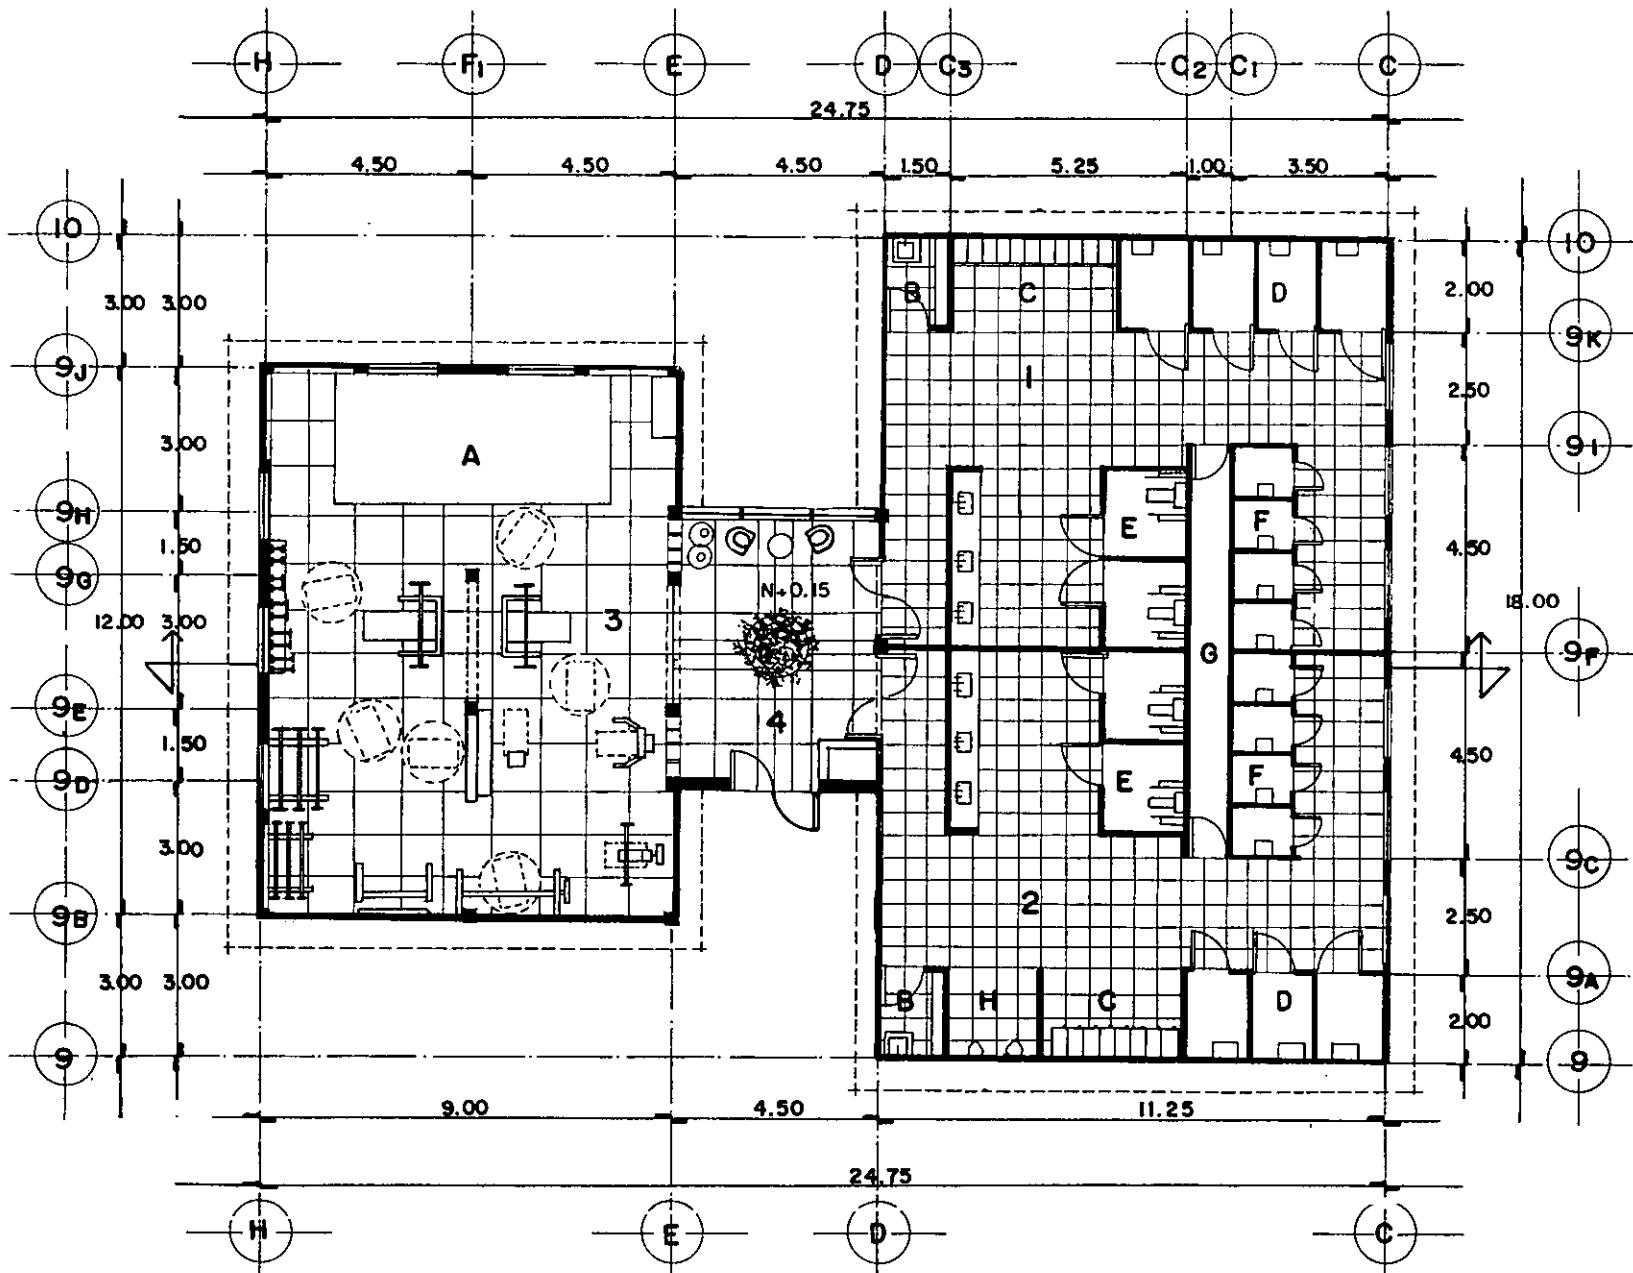 H F1 E D C3 C2 C1 C
24.75
4.50 4.50 4.50 1.50 5.25 1.00 3.50
10 10
B C D
3.00 3.00 2.00
9K
1
9J
2.50
3.00 A 9I
9H
E F
1.50 4.50
9G
N+0.15
12.00 3.00 3 18.00
G 9F
9E
4
1.50 4.50
9D E F
3.00
9C
2
9B 2.50
3.00 3.00 9A
B H C D
2.00
9 9
9.00 4.50 11.25
24.75
H E D C